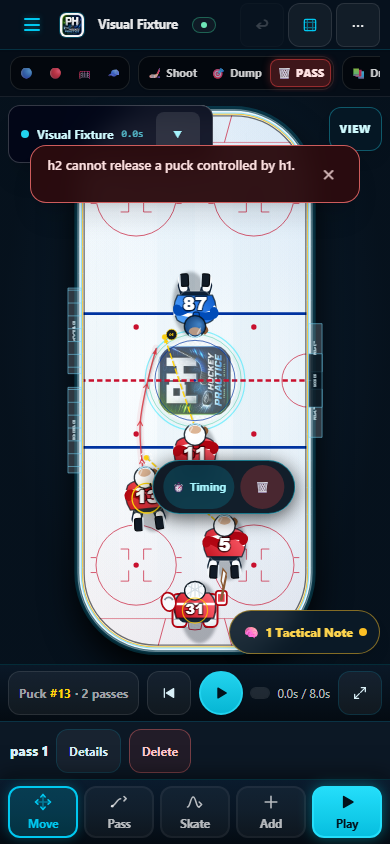 PH
Visual Fixture
Shoot
Dump
PASS
Visual Fixture 0.0s
VIEW
h2 cannot release a puck controlled by h1.
87
HOCKEY
PRACTICE
11
13
5
31
Timing
1 Tactical Note
Puck #13 · 2 passes
0.0s / 8.0s
pass 1
Details
Delete
Move
Pass
Skate
Add
Play